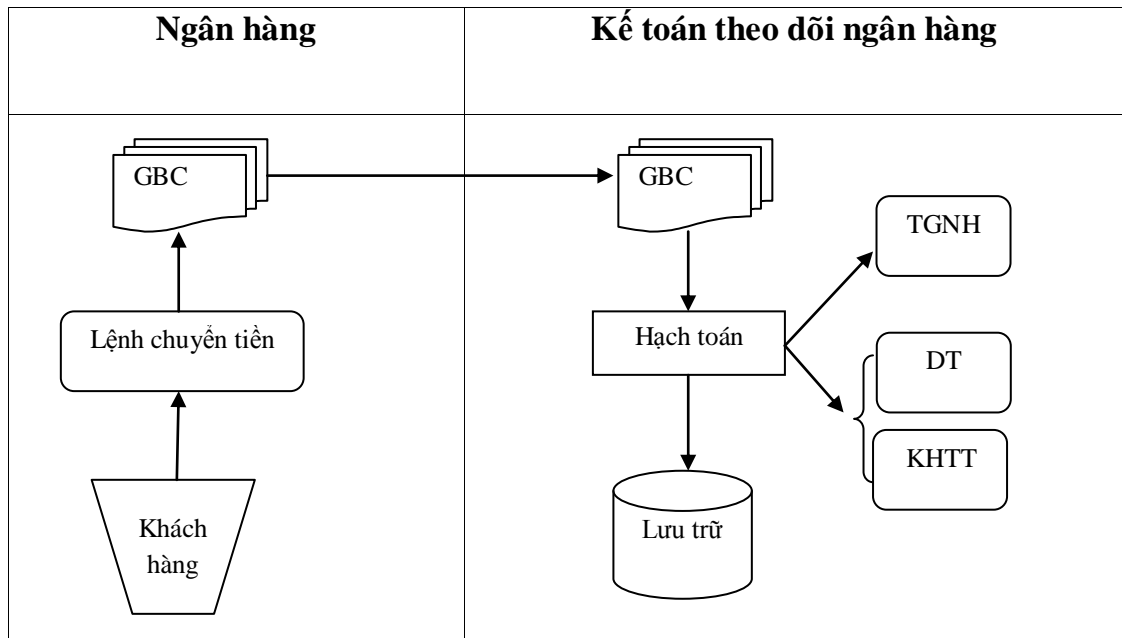 Ngân hàng
Kế toán theo dõi ngân hàng
GBC
GBC
TGNH
Lệnh chuyển tiền
Hạch toán
DT
KHTT
Khách
hàng
Lưu trữ